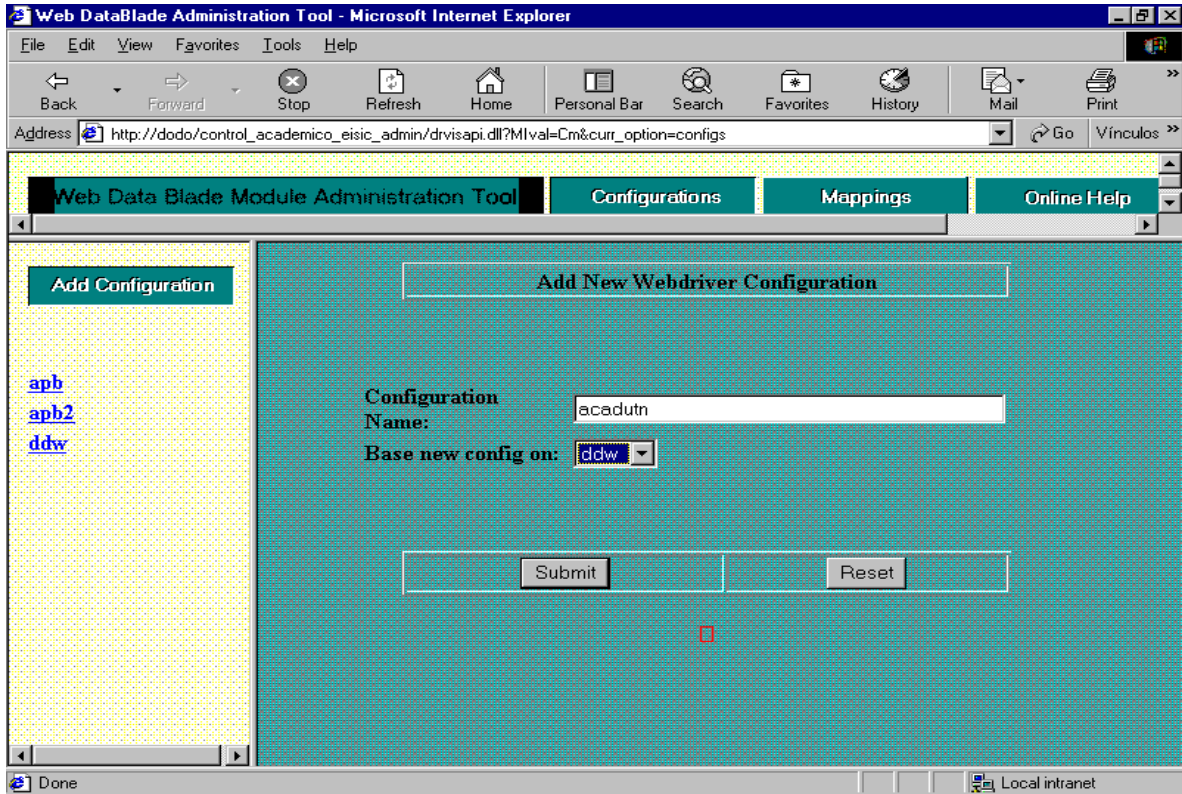 Web DataBlade Administration Tool - Microsoft Internet Explorer
File Edit View Favorites Tools Help
Back Forward Stop Refresh Home Personal Bar Search Favorites History Mail Print »
Address http://dodo/control_academico_eisic_admin/drvisapi.dll?MIval=Cm&curr_option=configs Go Vínculos »
Web Data Blade Module Administration Tool Configurations Mappings Online Help
Add Configuration
apb
apb2
ddw
Add New Webdriver Configuration
Configuration
Name:
acadutn
Base new config on: ddw
Submit Reset
Done Local intranet